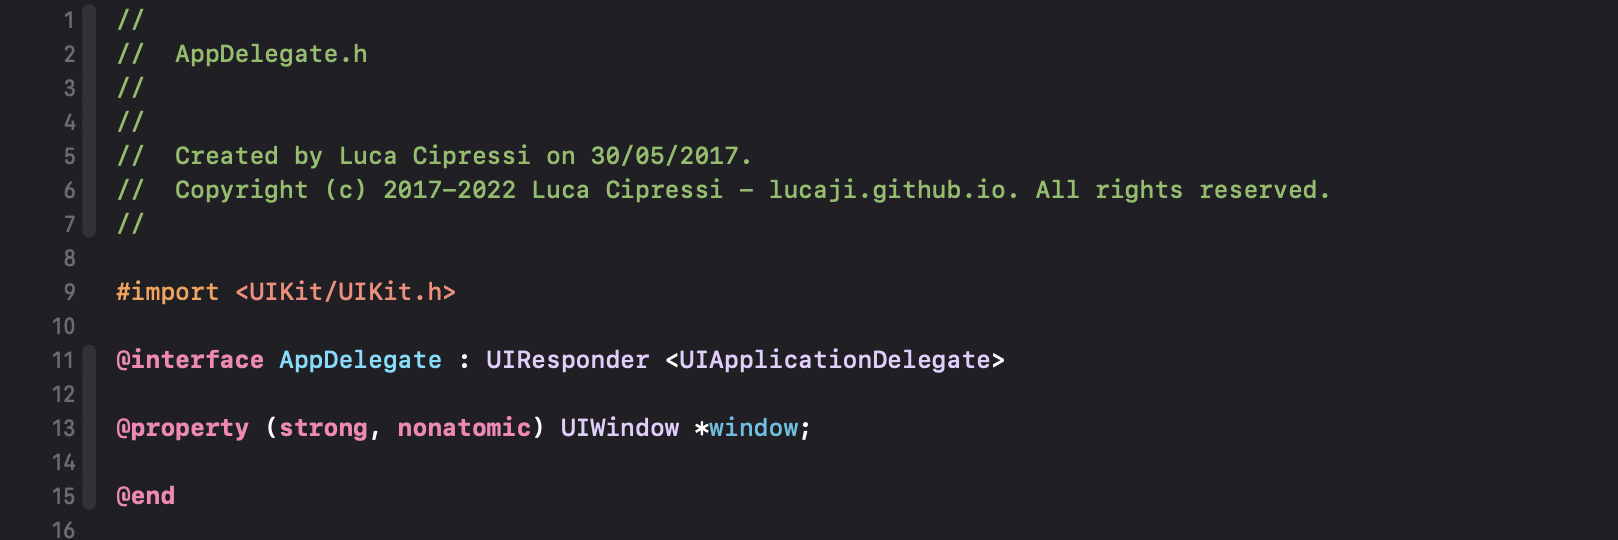 1 //
2 //  AppDelegate.h
3 //
4 //
5 //  Created by Luca Cipressi on 30/05/2017.
6 //  Copyright (c) 2017-2022 Luca Cipressi - lucaji.github.io. All rights reserved.
7 //
8
9 #import <UIKit/UIKit.h>
10
11 @interface AppDelegate : UIResponder <UIApplicationDelegate>
12
13 @property (strong, nonatomic) UIWindow *window;
14
15 @end
16